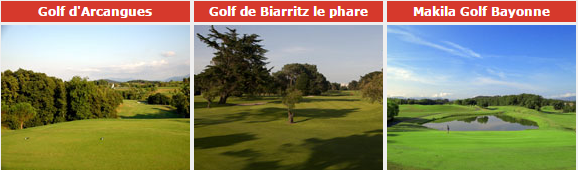 Golf d'Arcangues
Golf de Biarritz le phare
Makila Golf Bayonne